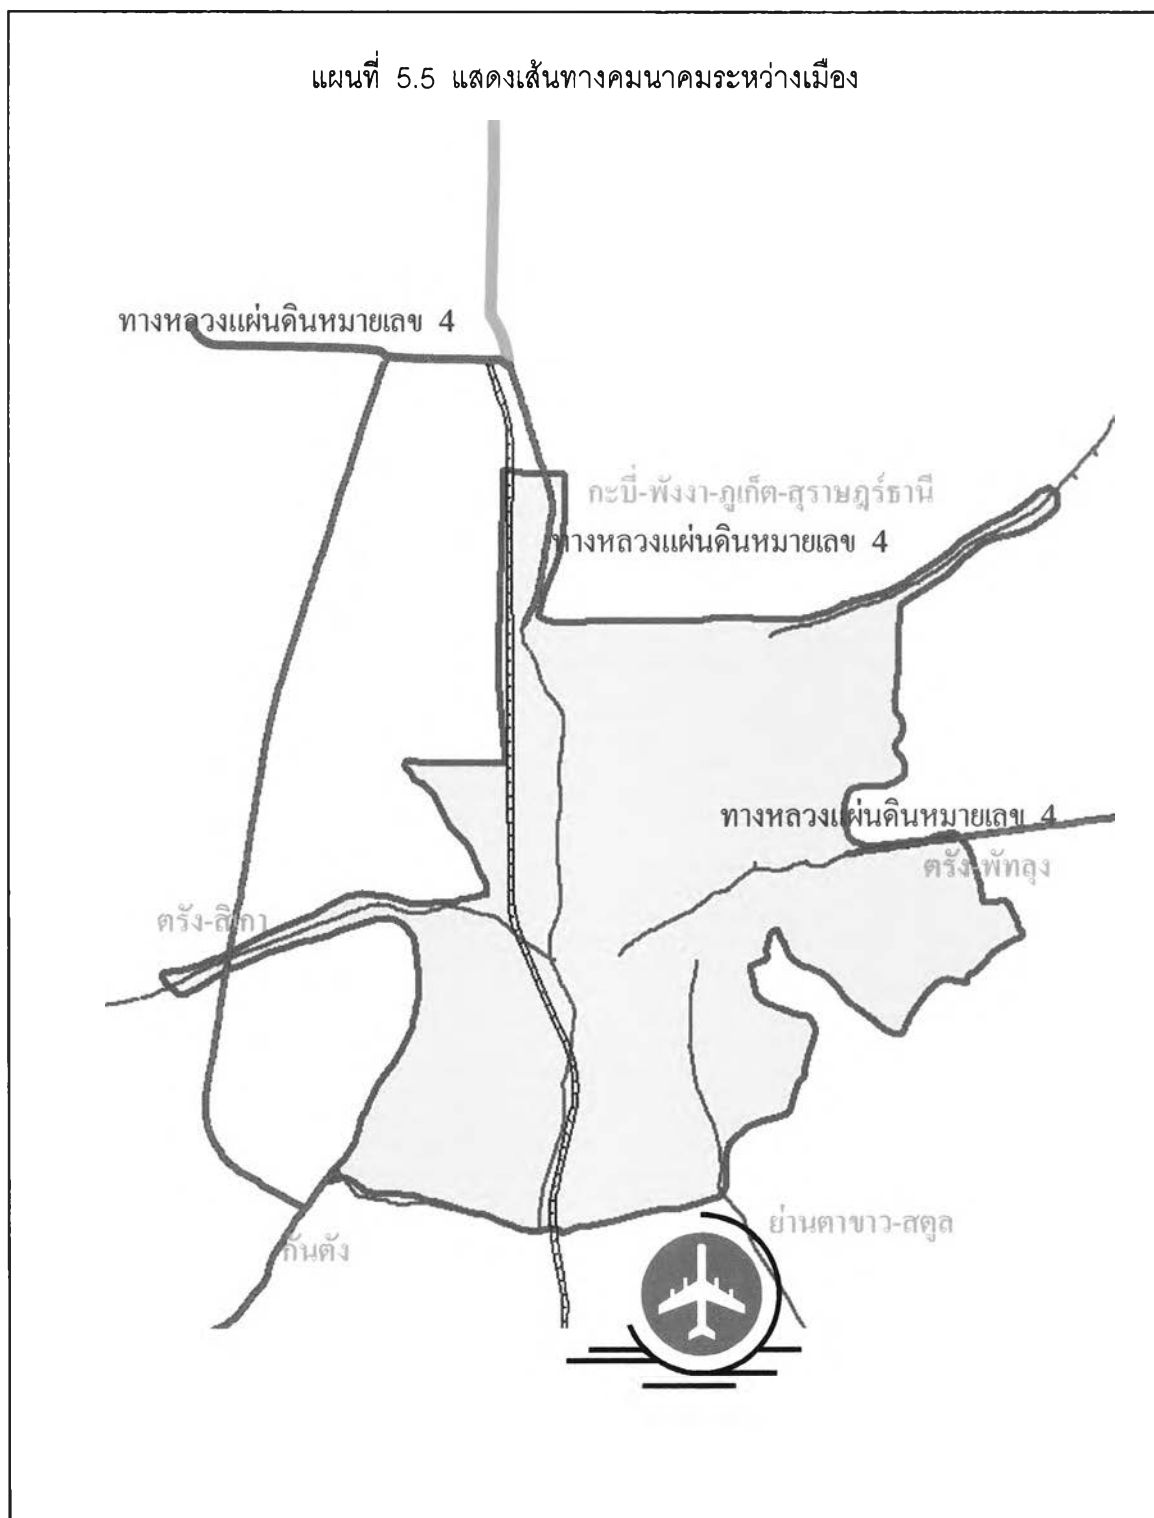 แผนที่ 5.5 แสดงเส้นทางคมนาคมระหว่างเมือง
ทางหลวงแผ่นดินหมายเลข 4
กะบี่-พังงา-ภูเก็ต-สุราษฎร์ธานี
ทางหลวงแผ่นดินหมายเลข 4
ทางหลวงแผ่นดินหมายเลข 4
ตรัง-พัทลุง
ตรัง-สิเกา
ย่านตาขาว-สตูล
กันตัง